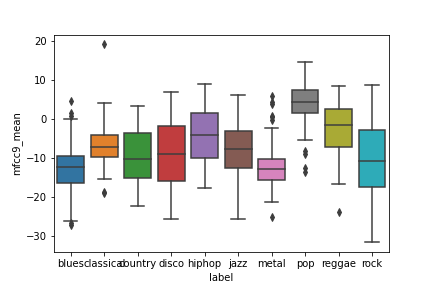 20
10
0
−10
−20
−30
mfcc9_mean
blues classical country disco hiphop jazz metal pop reggae rock
label